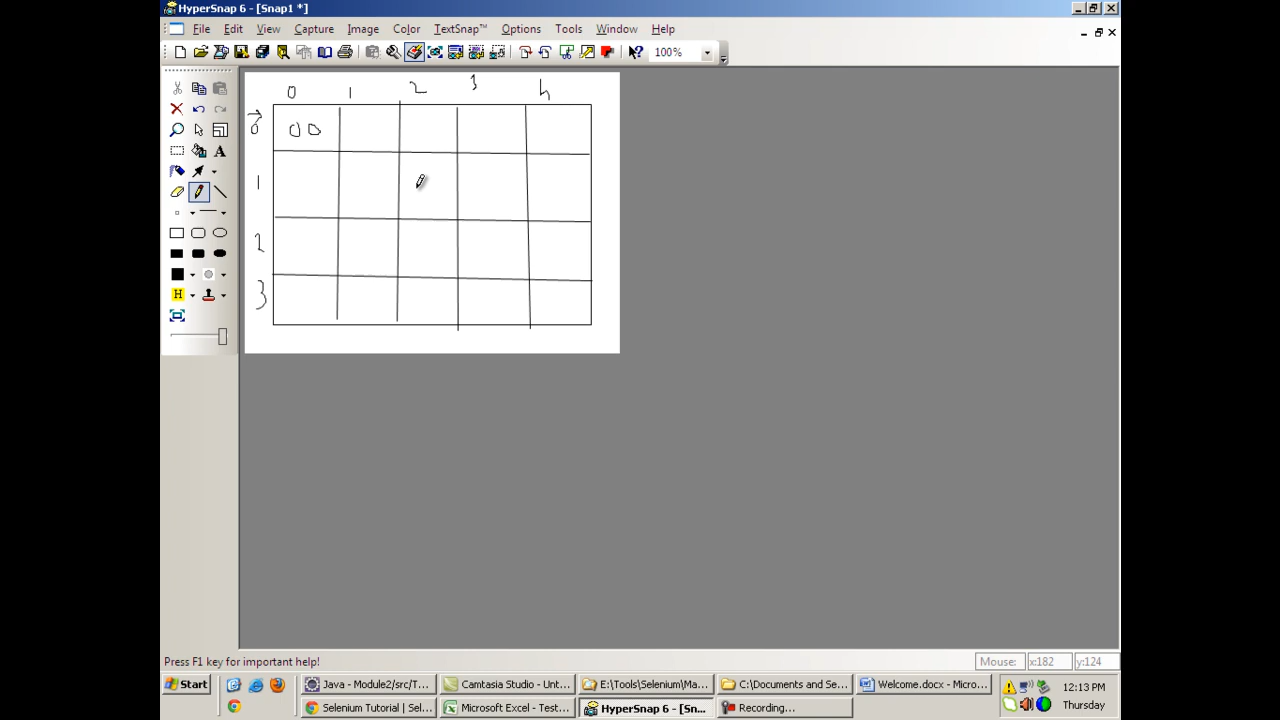 HyperSnap 6 - [Snap1 *]
File Edit View Capture Image Color TextSnap™ Options Tools Window Help
100%
0 1 2 3 4
0 00
1
2
3
Press F1 key for important help!
Mouse: x:182 y:124
Start Java - Module2/src/T... Camtasia Studio - Unt... E:\Tools\Selenium/Ma... C:\Documents and Se... Welcome.docx - Micro... 12:13 PM
Selenium Tutorial | Sel... Microsoft Excel - Test... HyperSnap 6 - [Sn... Recording... Thursday